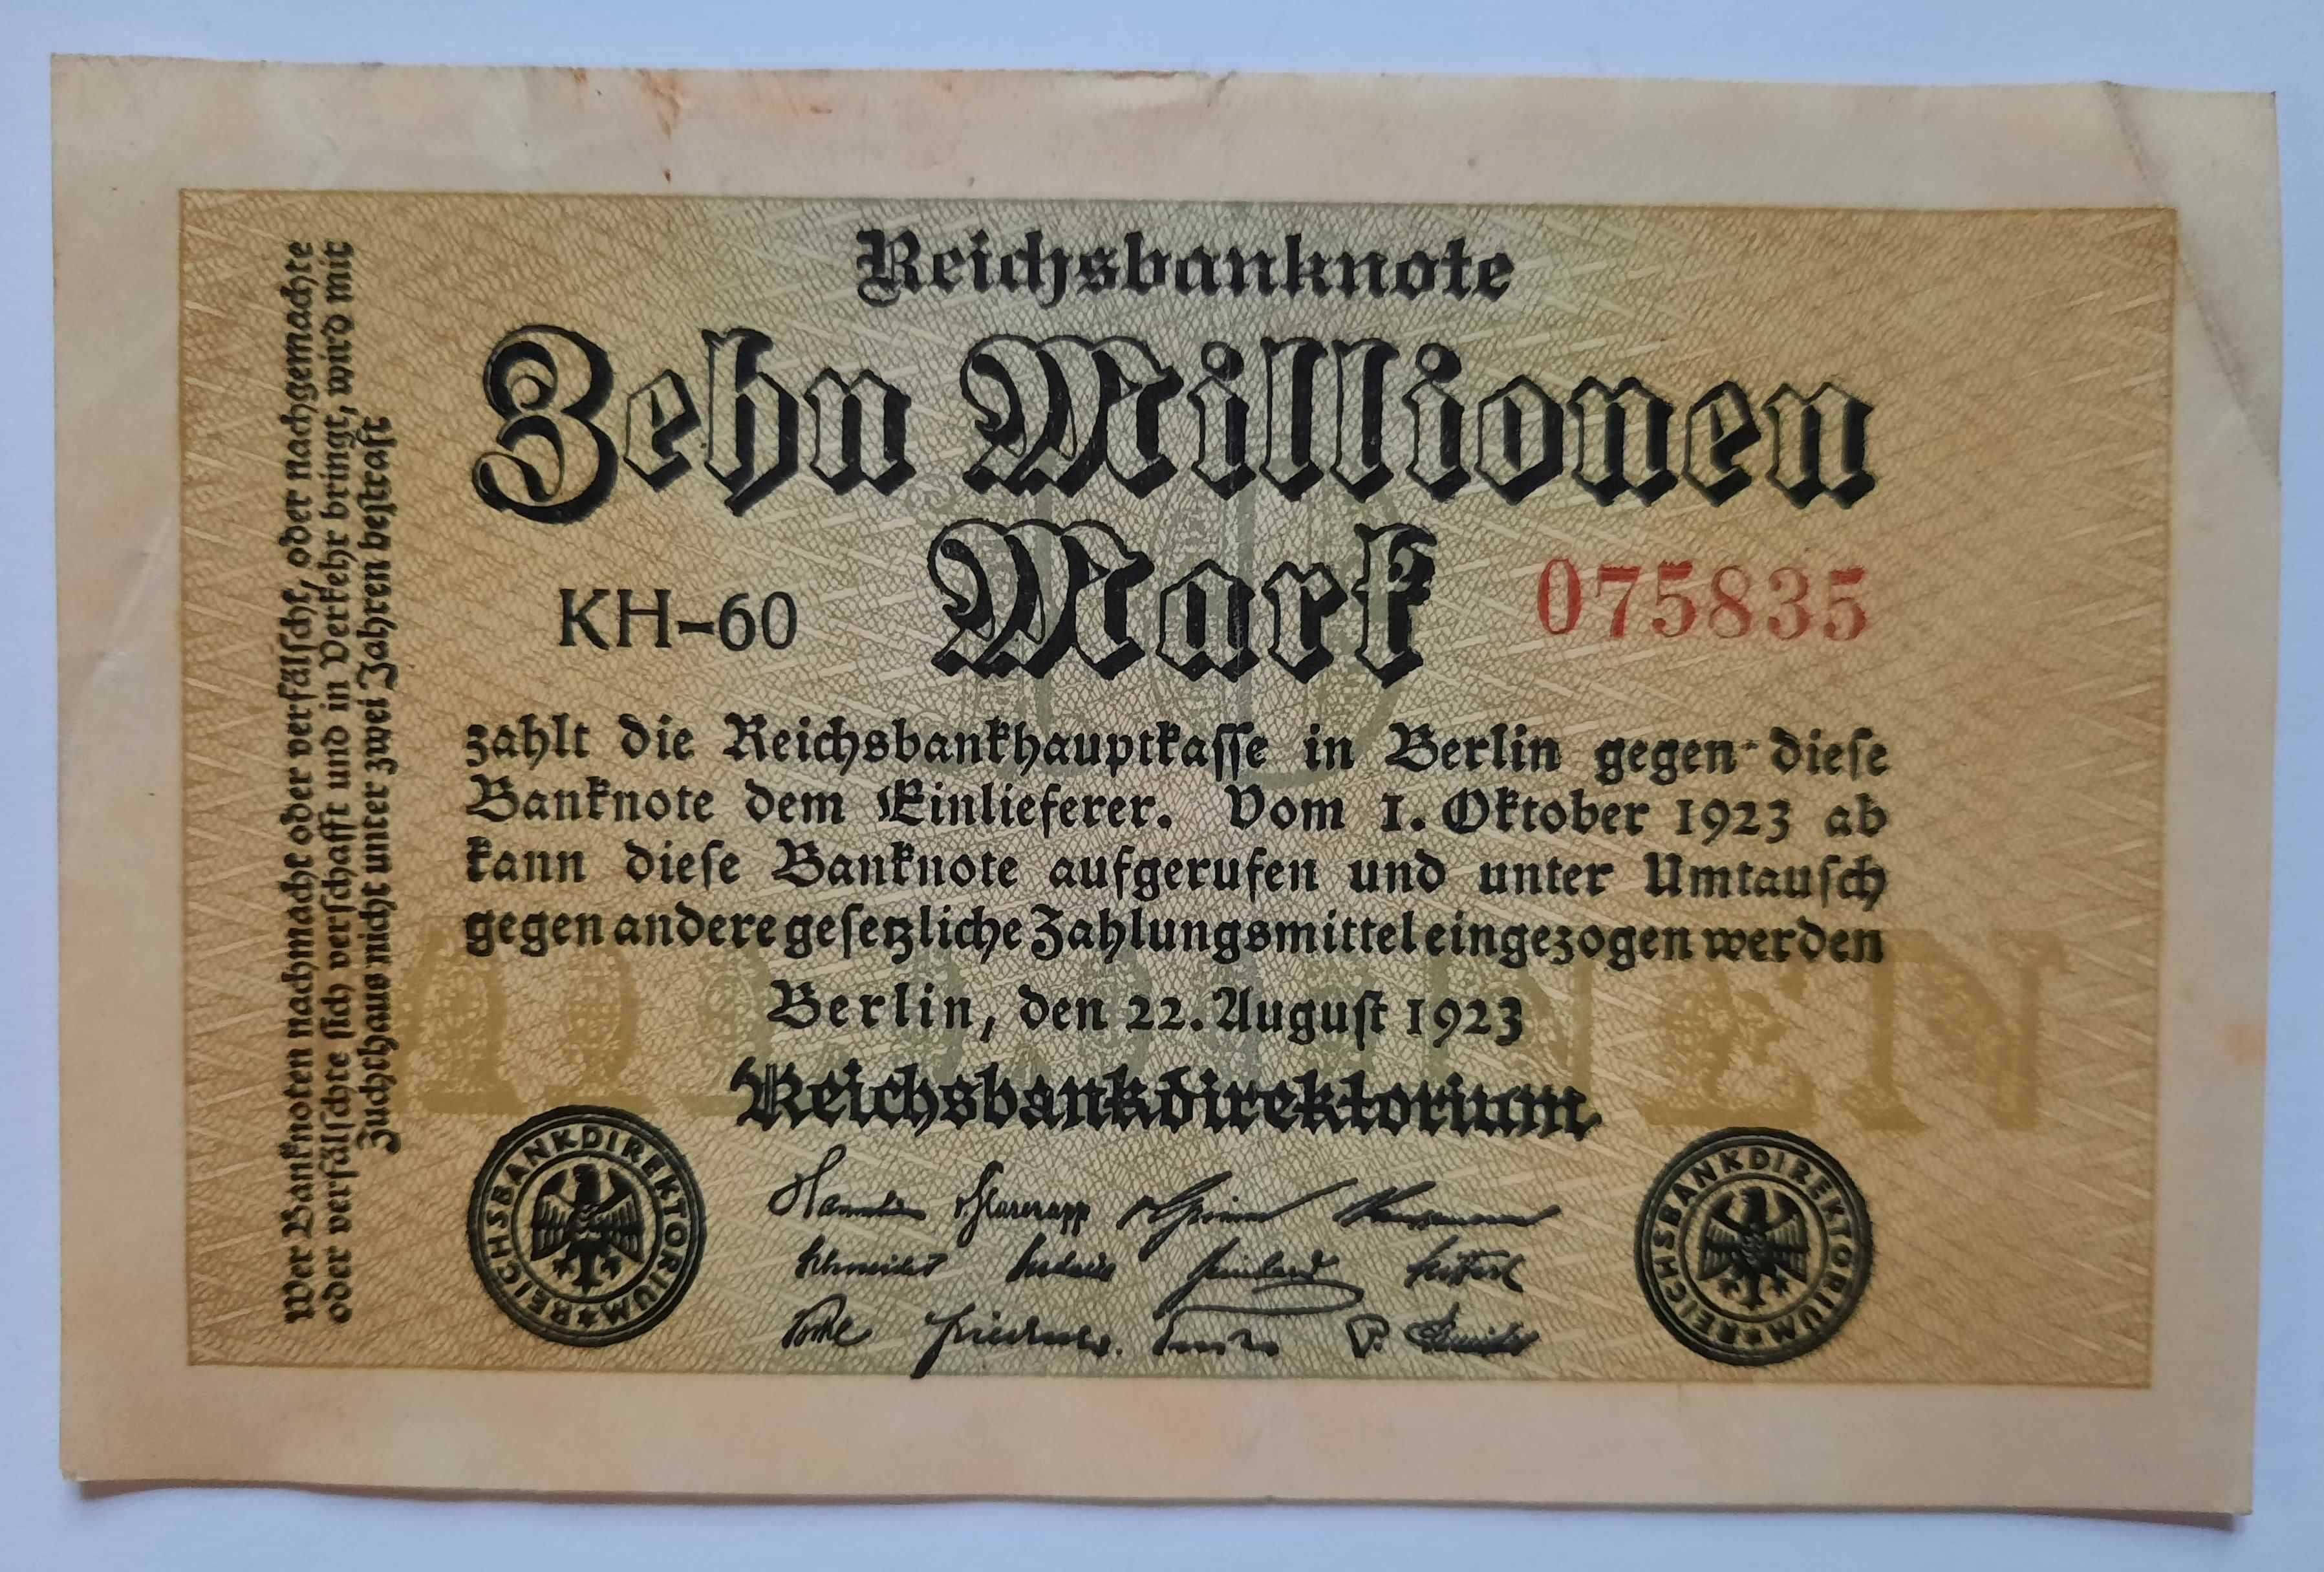 Reichsbanknote
Zehn Millionen
Mark
KH-60
075835
zahlt die Reichsbankhauptkasse in Berlin gegen diese
Banknote dem Einlieferer. Vom 1. Oktober 1923 ab
kann diese Banknote aufgerufen und unter Umtausch
gegen andere gesetzliche Zahlungsmittel eingezogen werden
Berlin, den 22. August 1923
Reichsbankdirektorium
Wer Banknoten nachmacht oder verfälscht, oder nachgemachte
oder verfälschte sich verschafft und in Verkehr bringt, wird mit
Zuchthaus nicht unter zwei Jahren bestraft
REICHSBANKDIREKTORIUM
REICHSBANKDIREKTORIUM
v. Glasenapp
Schneider